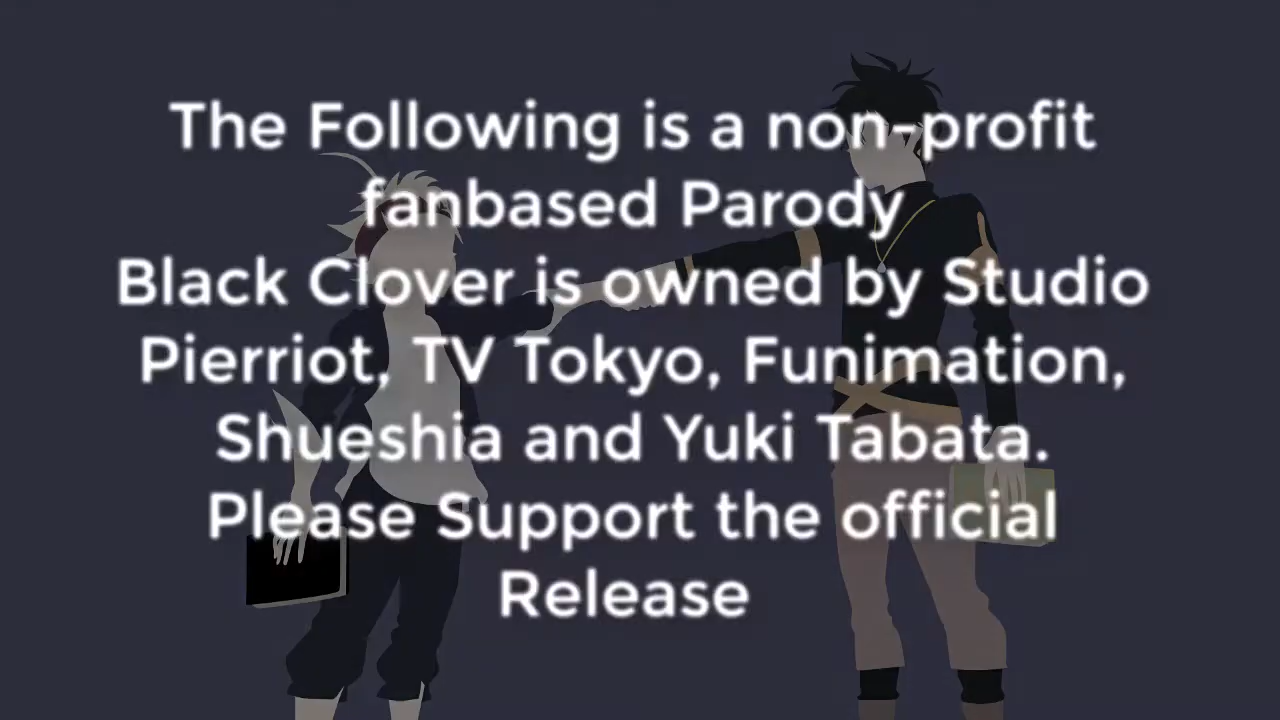 The Following is a non-profit
fanbased Parody
Black Clover is owned by Studio
Pierriot, TV Tokyo, Funimation,
Shueshia and Yuki Tabata.
Please Support the official
Release